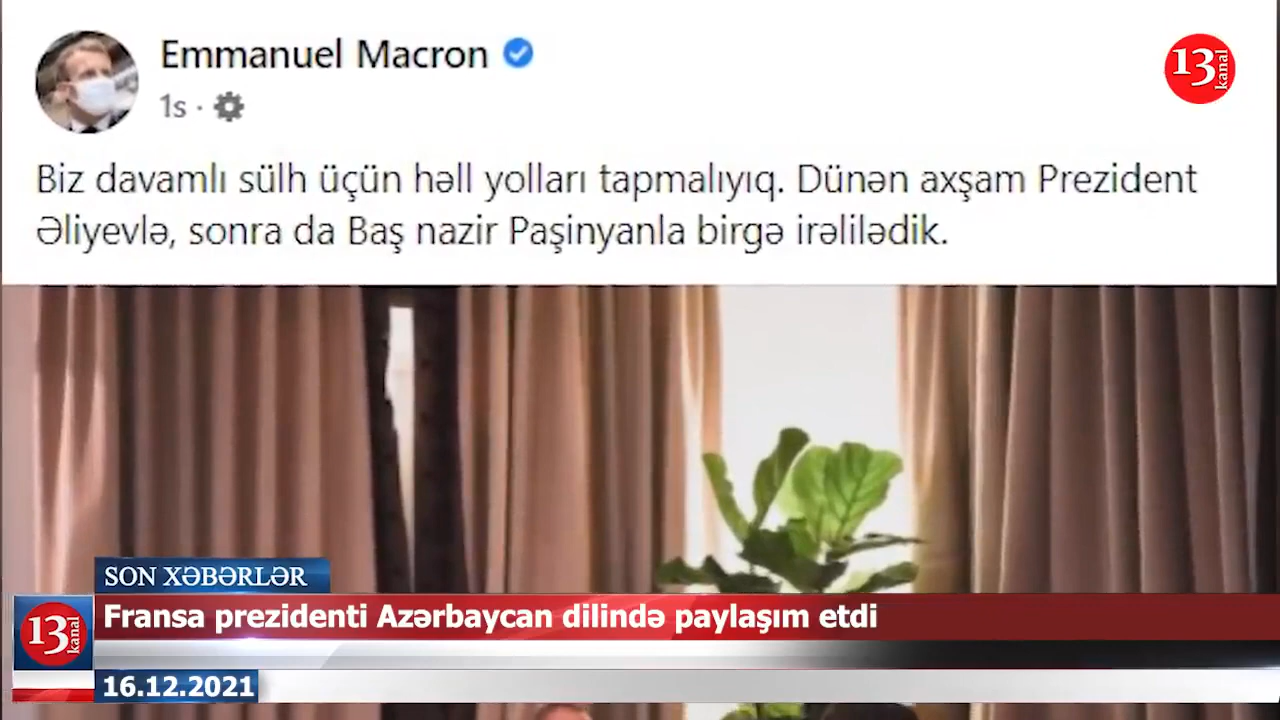 Emmanuel Macron
13 kanal
1s ·
Biz davamlı sülh üçün həll yolları tapmalıyıq. Dünən axşam Prezident
Əliyevlə, sonra da Baş nazir Paşinyanla birgə irəlilədik.
SON XƏBƏRLƏR
13 kanal
Fransa prezidenti Azərbaycan dilində paylaşım etdi
16.12.2021